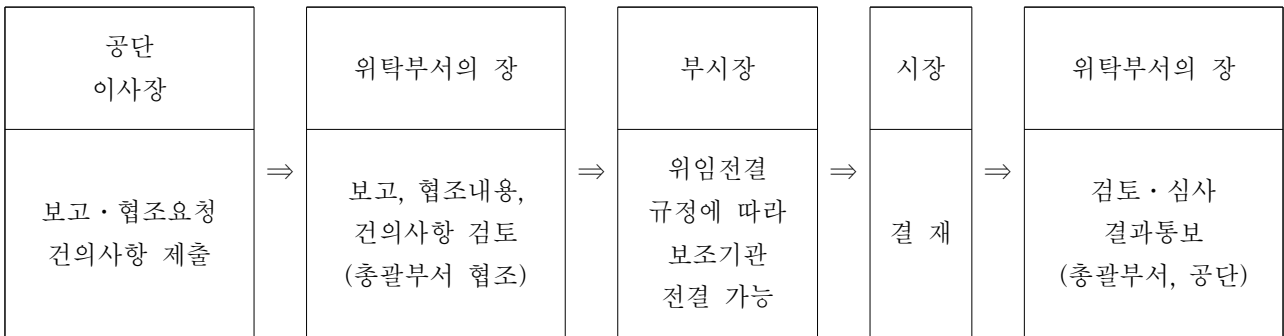 공단
이사장
위탁부서의 장
부시장
시장
위탁부서의 장
보고・협조요청
건의사항 제출
⇒
보고, 협조내용,
건의사항 검토
(총괄부서 협조)
⇒
위임전결
규정에 따라
보조기관
전결 가능
⇒
결 재
⇒
검토・심사
결과통보
(총괄부서, 공단)